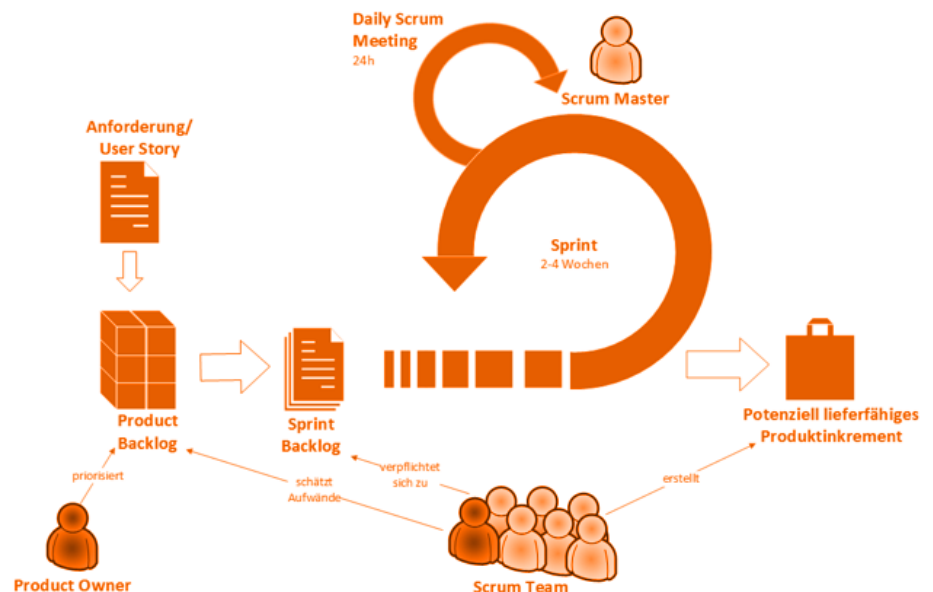 Daily Scrum
Meeting
24h
Scrum Master
Anforderung/
User Story
Sprint
2-4 Wochen
Product
Backlog
Sprint
Backlog
Potenziell lieferfähiges
Produktinkrement
priorisiert
schätzt
Aufwände
verpflichtet
sich zu
erstellt
Product Owner
Scrum Team